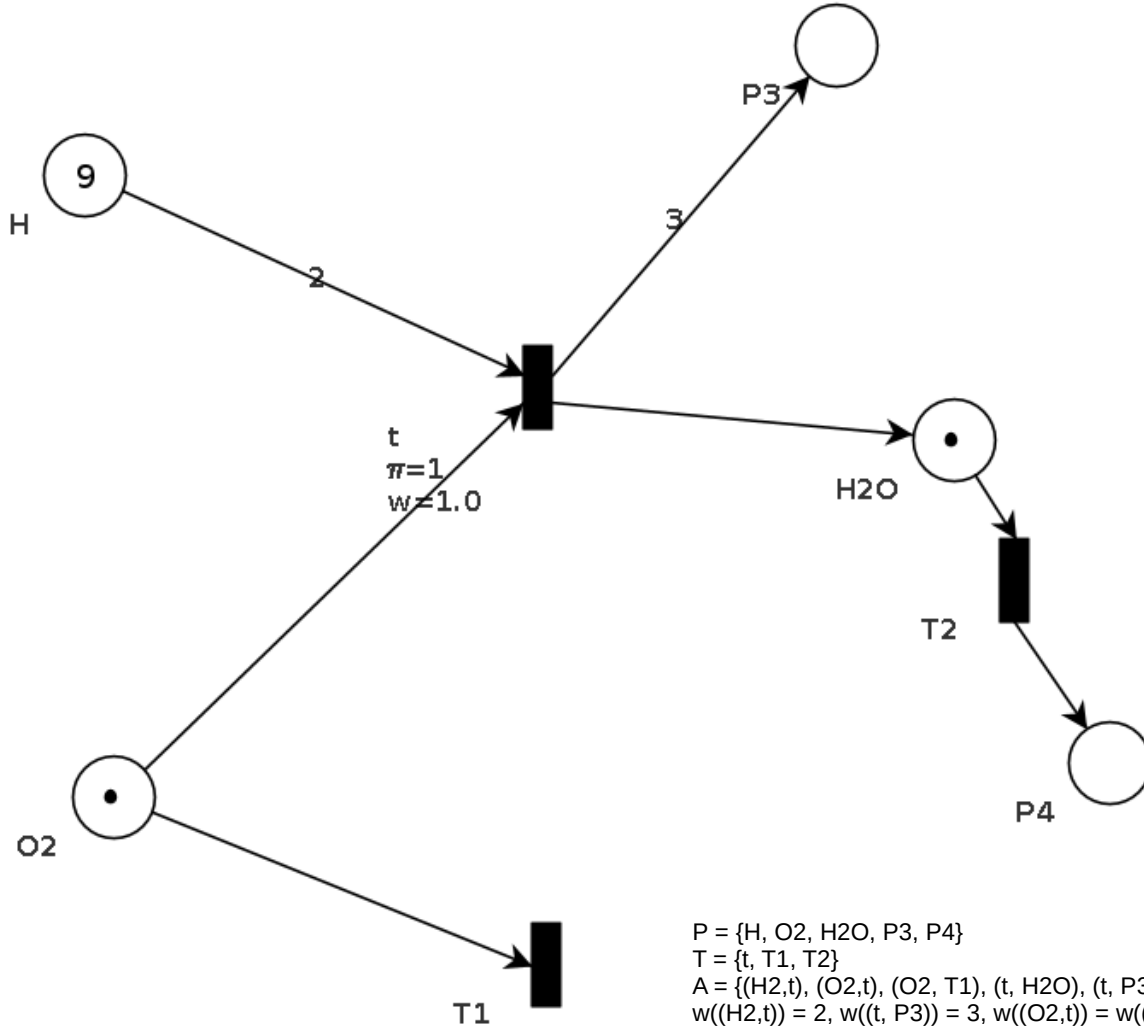 P3
9
H
3
2
t
π=1
w=1.0
H2O
T2
P4
O2
T1
P = {H, O2, H2O, P3, P4}
T = {t, T1, T2}
A = {(H2,t), (O2,t), (O2, T1), (t, H2O), (t, P3
w((H2,t)) = 2, w((t, P3)) = 3, w((O2,t)) = w(